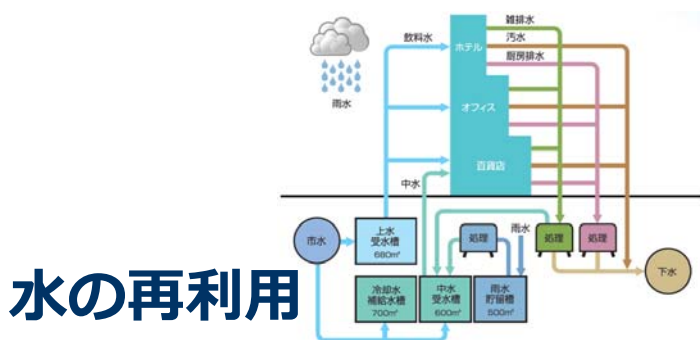 雑排水
飲料水
汚水
ホテル
厨房排水
雨水
オフィス
百貨店
中水
上水
受水槽
680㎥
市水
処理
雨水
処理
処理
下水
水の再利用
冷却水
補給水槽
700㎥
中水
受水槽
600㎥
雨水
貯留槽
500㎥